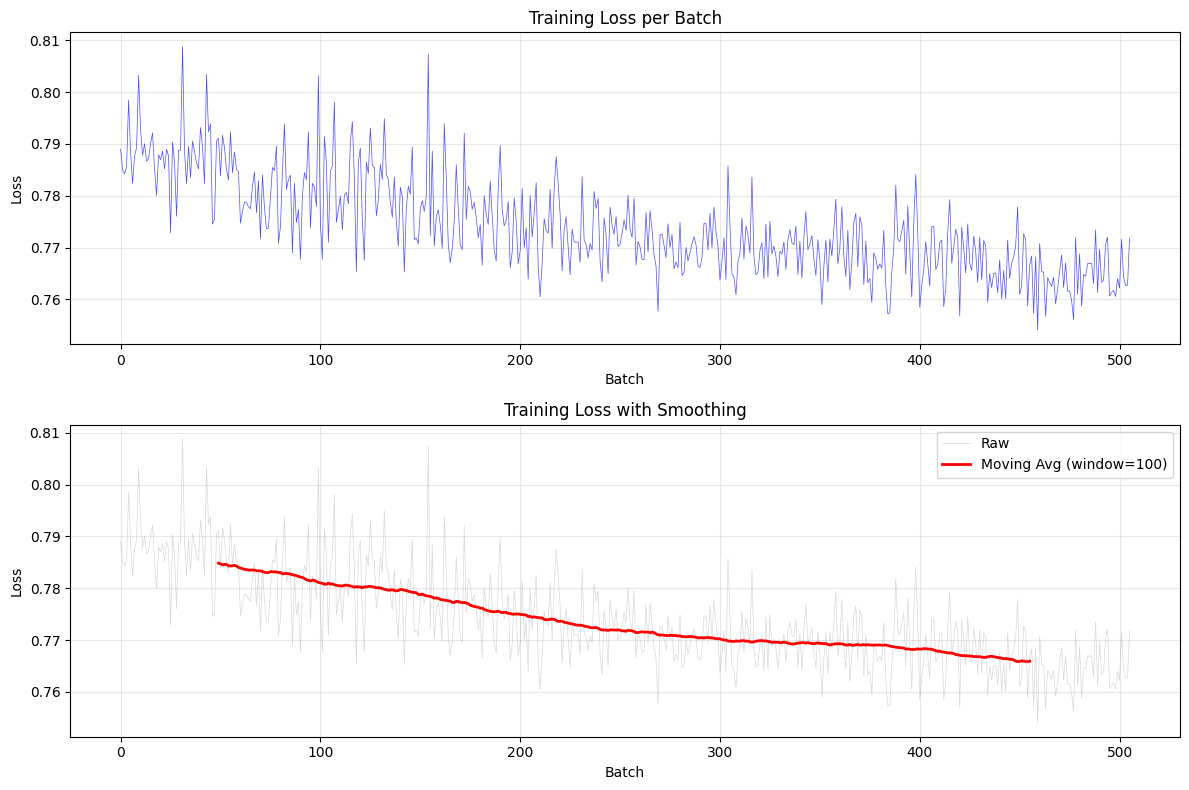 Training Loss per Batch
0.81
0.80
0.79
0.78
0.77
0.76
Loss
0 100 200 300 400 500
Batch
Training Loss with Smoothing
Raw
Moving Avg (window=100)
0.81
0.80
0.79
0.78
0.77
0.76
Loss
0 100 200 300 400 500
Batch